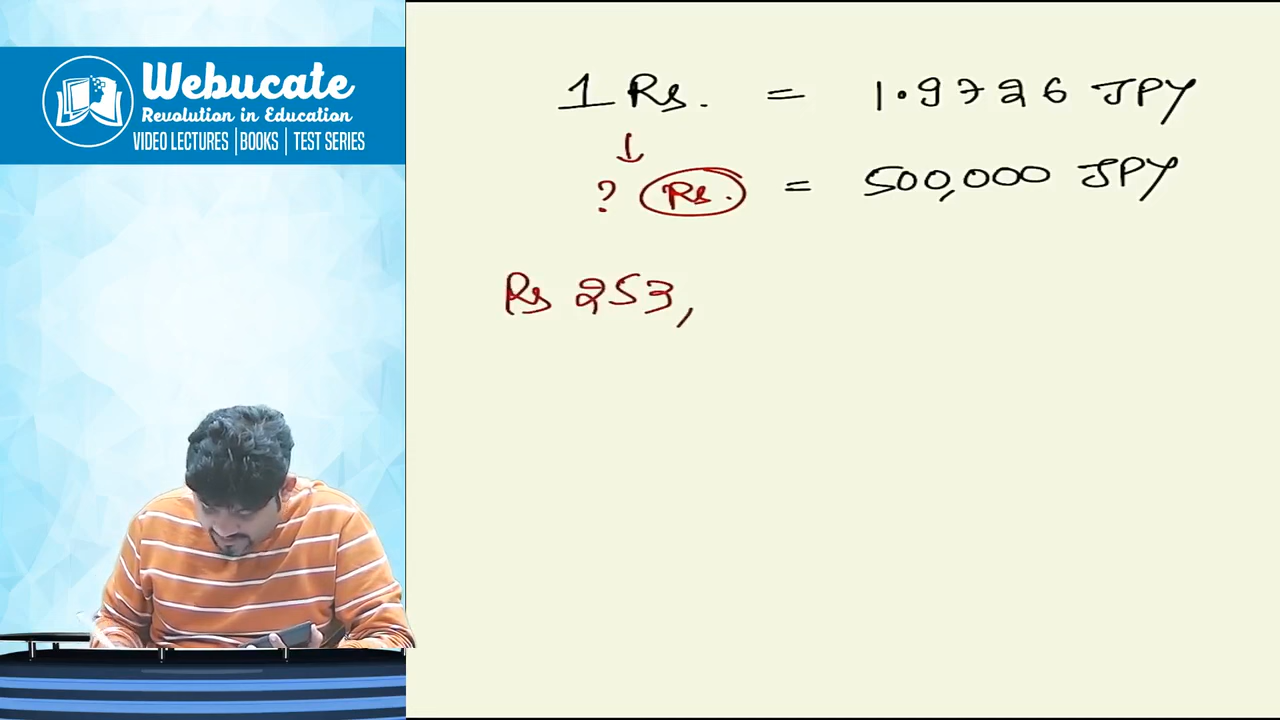 Webucate
Revolution in Education
VIDEO LECTURES | BOOKS | TEST SERIES
1 Rs. = 1.9726 JPY
↓
? Rs. = 500,000 JPY
Rs 253,